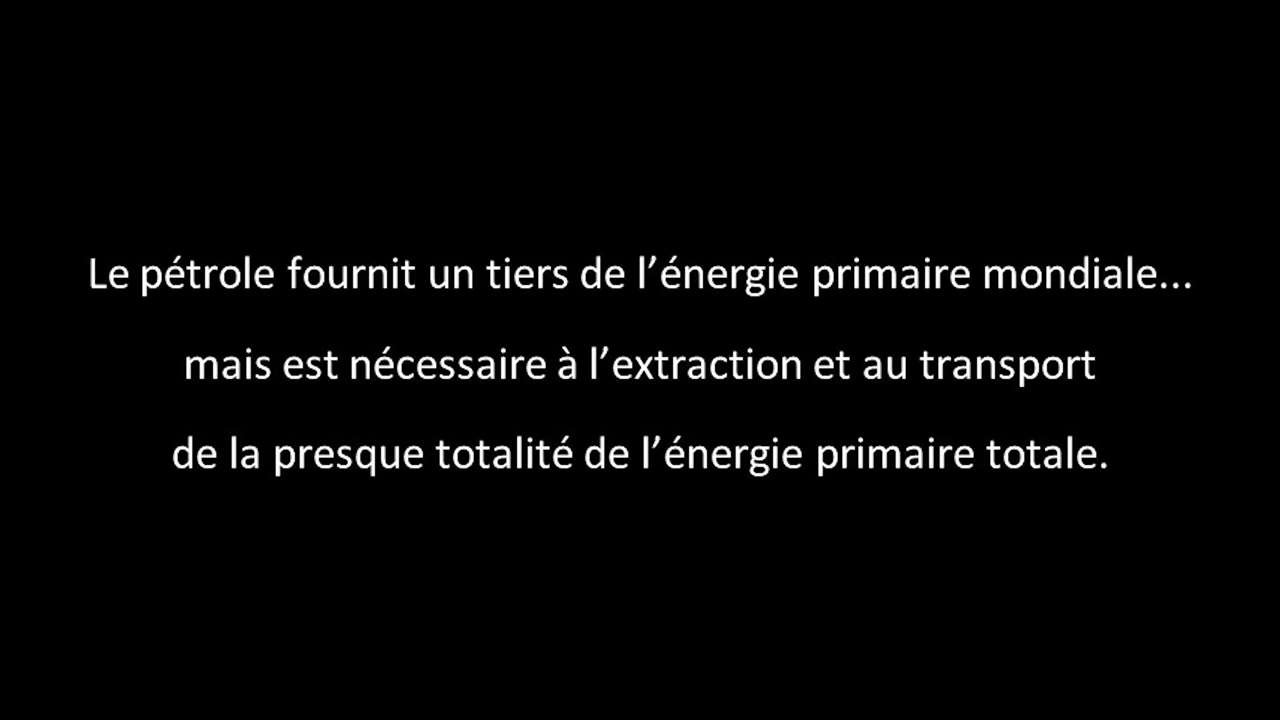 Le pétrole fournit un tiers de l’énergie primaire mondiale...
mais est nécessaire à l’extraction et au transport
de la presque totalité de l’énergie primaire totale.